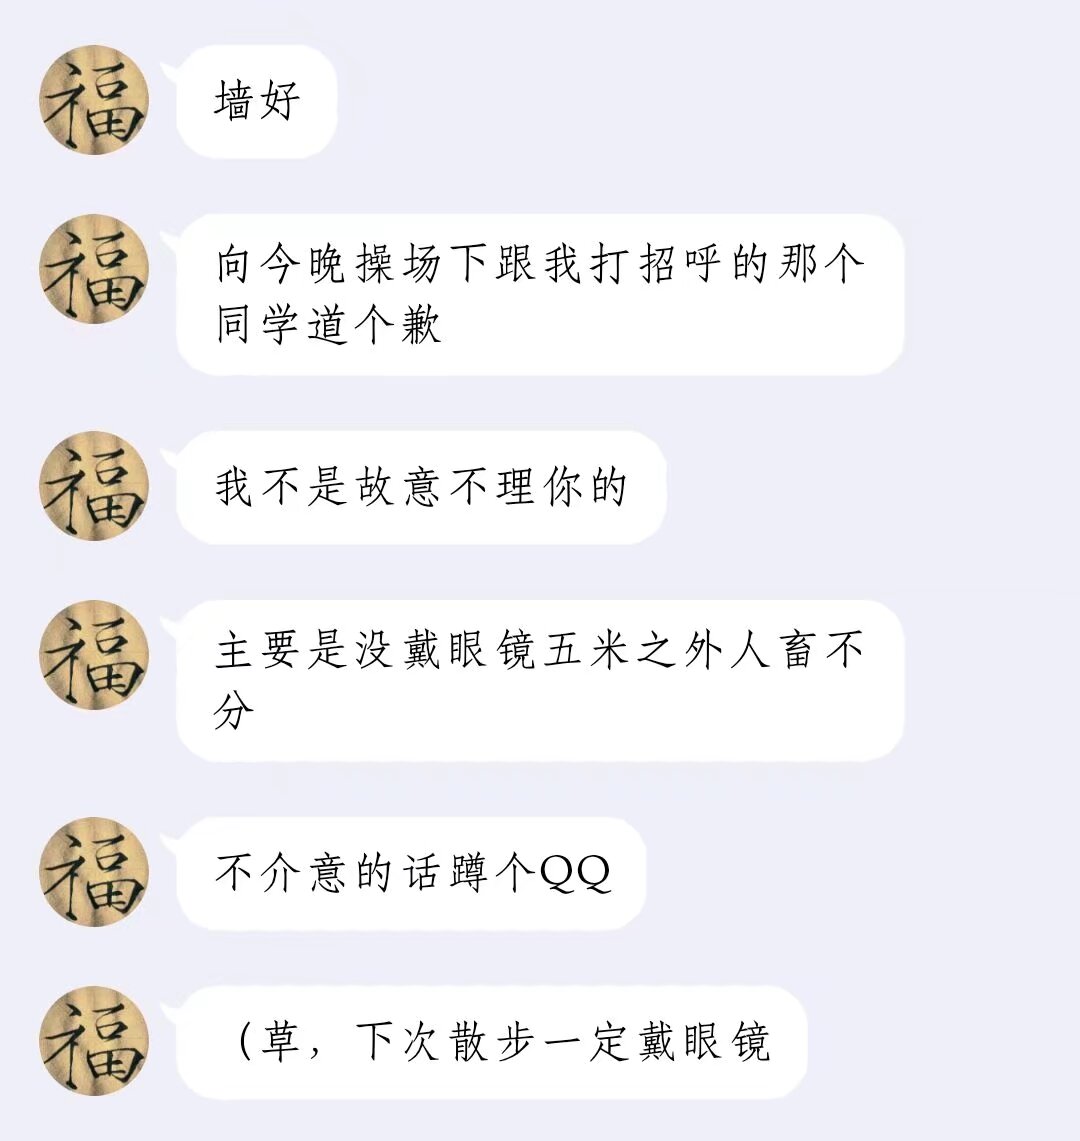 福
墙好
福
向今晚操场下跟我打招呼的那个
同学道个歉
福
我不是故意不理你的
福
主要是没戴眼镜五米之外人畜不
分
福
不介意的话蹲个QQ
福
（草，下次散步一定戴眼镜